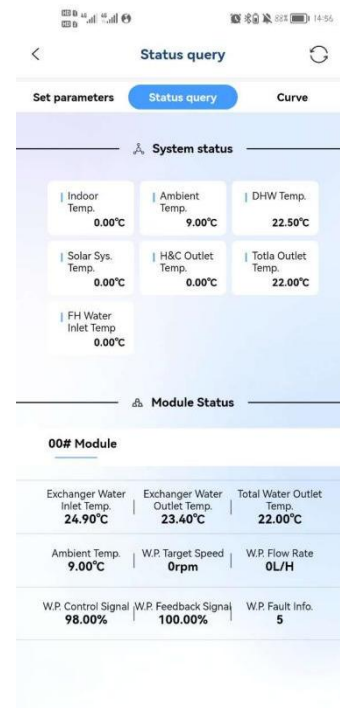 88% 14:56
Status query
Set parameters Status query Curve
System status
Indoor Temp. 0.00℃
Ambient Temp. 9.00℃
DHW Temp. 22.50℃
Solar Sys. Temp. 0.00℃
H&C Outlet Temp. 0.00℃
Totla Outlet Temp. 22.00℃
FH Water Inlet Temp 0.00℃
Module Status
00# Module
Exchanger Water Inlet Temp. 24.90℃
Exchanger Water Outlet Temp. 23.40℃
Total Water Outlet Temp. 22.00℃
Ambient Temp. 9.00℃
W.P. Target Speed 0rpm
W.P. Flow Rate 0L/H
W.P. Control Signal 98.00%
W.P. Feedback Signal 100.00%
W.P. Fault Info. 5